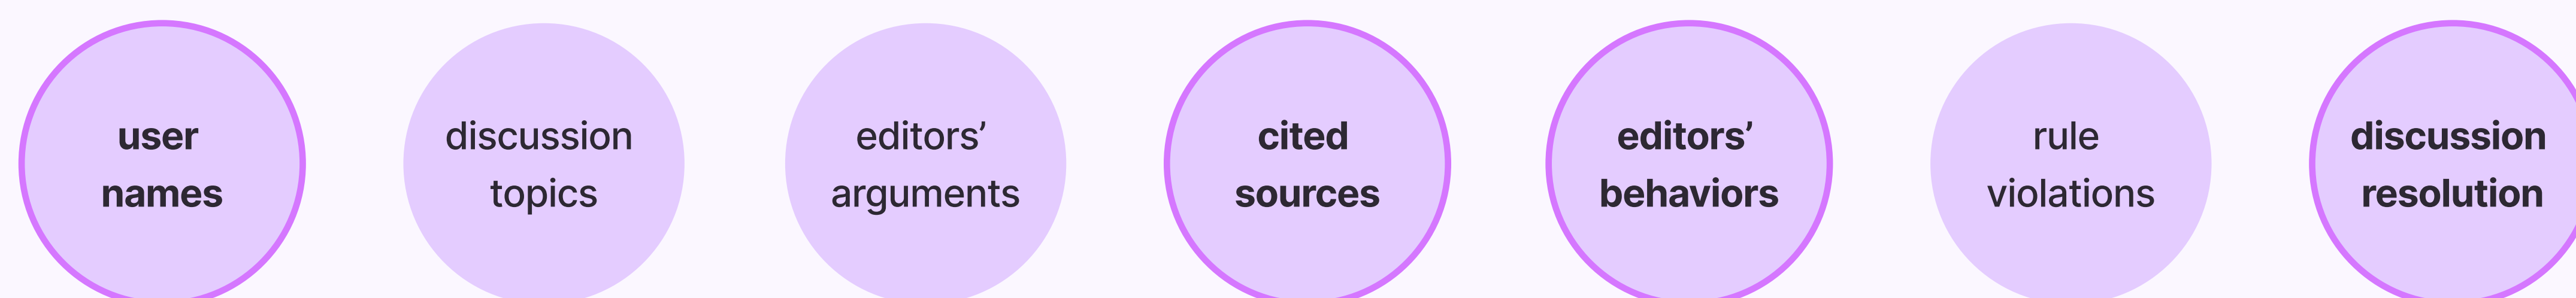 user
names
discussion
topics
editors’
arguments
cited
sources
editors’
behaviors
rule
violations
discussion
resolution